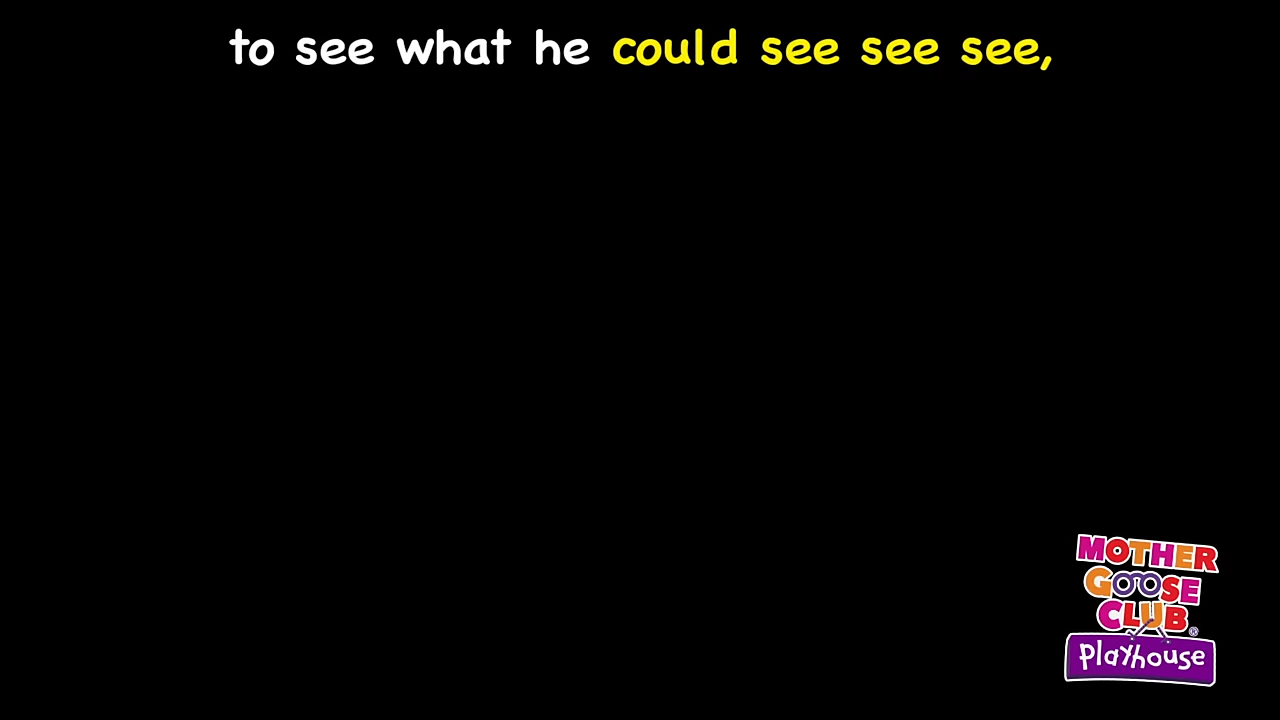 to see what he could see see see,
MOTHER
GOOSE
CLUB®
Playhouse